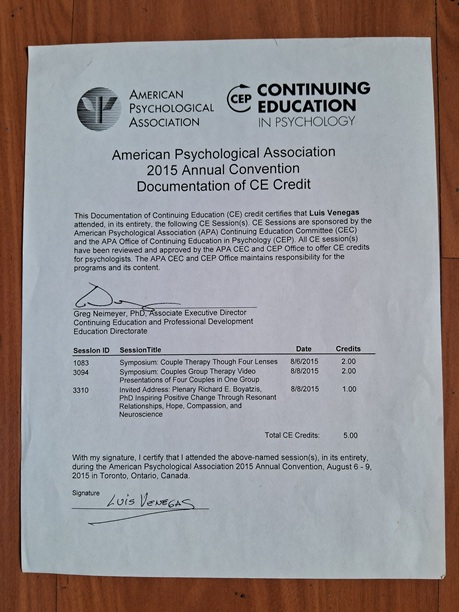 AMERICAN
PSYCHOLOGICAL
ASSOCIATION
CEP
CONTINUING
EDUCATION
IN PSYCHOLOGY
American Psychological Association
2015 Annual Convention
Documentation of CE Credit
This Documentation of Continuing Education (CE) credit certifies that Luis Venegas
attended, in its entirety, the following CE Session(s). CE Sessions are sponsored by the
American Psychological Association (APA) Continuing Education Committee (CEC)
and the APA Office of Continuing Education in Psychology (CEP). All CE session(s)
have been reviewed and approved by the APA CEC and CEP Office to offer CE credits
for psychologists. The APA CEC and CEP Office maintains responsibility for the
programs and its content.
Greg Neimeyer, PhD, Associate Executive Director
Continuing Education and Professional Development
Education Directorate
Session ID SessionTitle Date Credits
1083 Symposium: Couple Therapy Though Four Lenses 8/6/2015 2.00
3094 Symposium: Couples Group Therapy Video 8/8/2015 2.00
Presentations of Four Couples in One Group
3310 Invited Address: Plenary Richard E. Boyatzis, 8/8/2015 1.00
PhD Inspiring Positive Change Through Resonant
Relationships, Hope, Compassion, and
Neuroscience
Total CE Credits: 5.00
With my signature, I certify that I attended the above-named session(s), in its entirety,
during the American Psychological Association 2015 Annual Convention, August 6 - 9,
2015 in Toronto, Ontario, Canada.
Signature LUIS VENEGAS